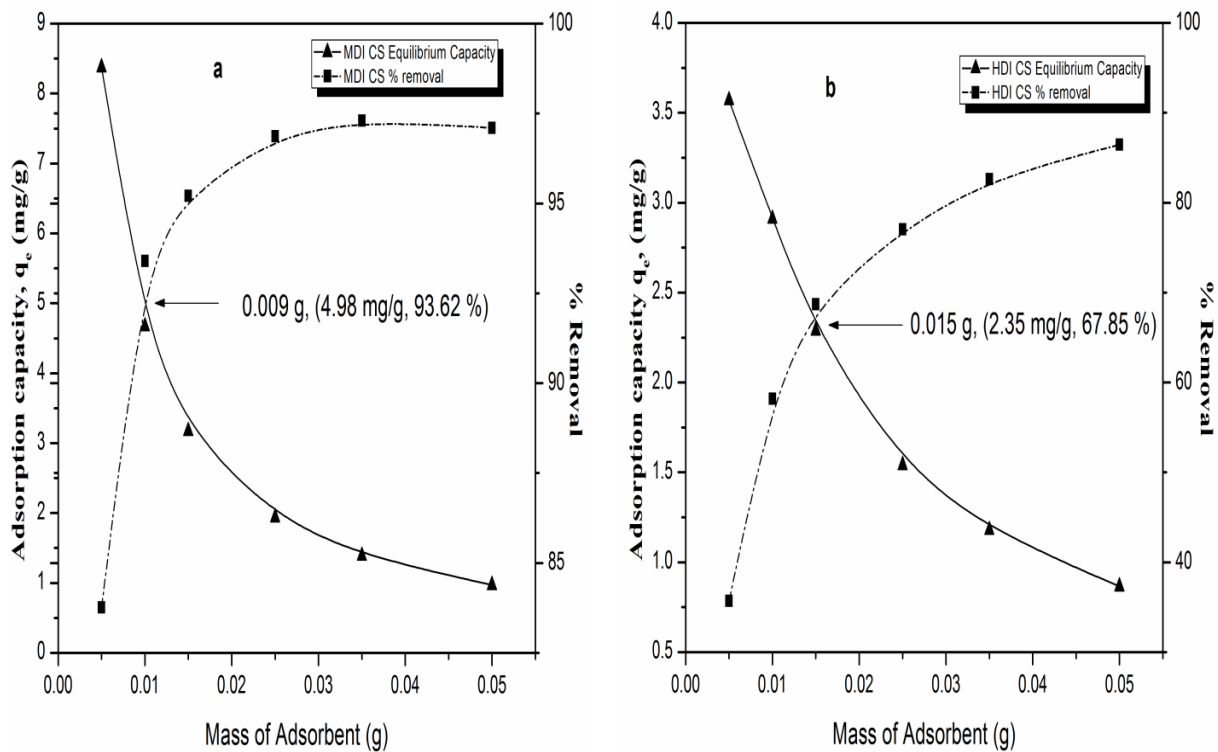 a
MDI CS Equilibrium Capacity
MDI CS % removal
9
8
7
6
5
4
3
2
1
0
Adsorption capacity, q_e (mg/g)
100
95
90
85
% Removal
0.009 g, (4.98 mg/g, 93.62 %)
0.00 0.01 0.02 0.03 0.04 0.05
Mass of Adsorbent (g)
b
HDI CS Equilibrium Capacity
HDI CS % removal
4.0
3.5
3.0
2.5
2.0
1.5
1.0
0.5
Adsorption capacity q_e, (mg/g)
100
80
60
40
% Removal
0.015 g, (2.35 mg/g, 67.85 %)
0.00 0.01 0.02 0.03 0.04 0.05
Mass of Adsorbent (g)